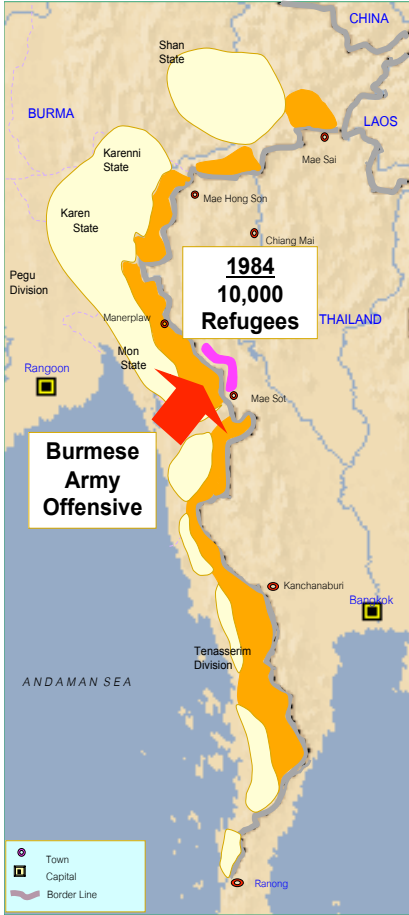 CHINA
Shan
State
BURMA
LAOS
Karenni
State
Mae Sai
Mae Hong Son
Karen
State
Chiang Mai
1984
10,000
Refugees
Pegu
Division
Manerplaw
THAILAND
Mon
State
Rangoon
Mae Sot
Burmese
Army
Offensive
Kanchanaburi
Bangkok
Tenasserim
Division
ANDAMAN SEA
Town
Capital
Border Line
Ranong